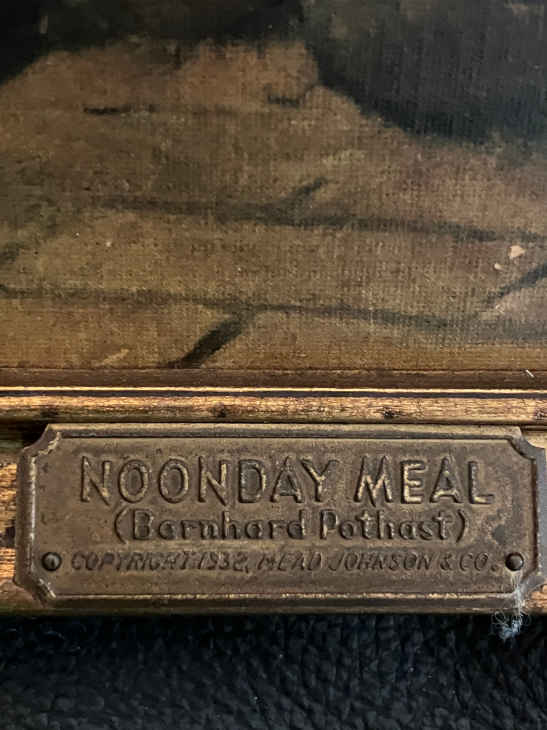 NOONDAY MEAL
(Bernhard Pothast)
COPYRIGHT 1932, MEAD JOHNSON & CO.